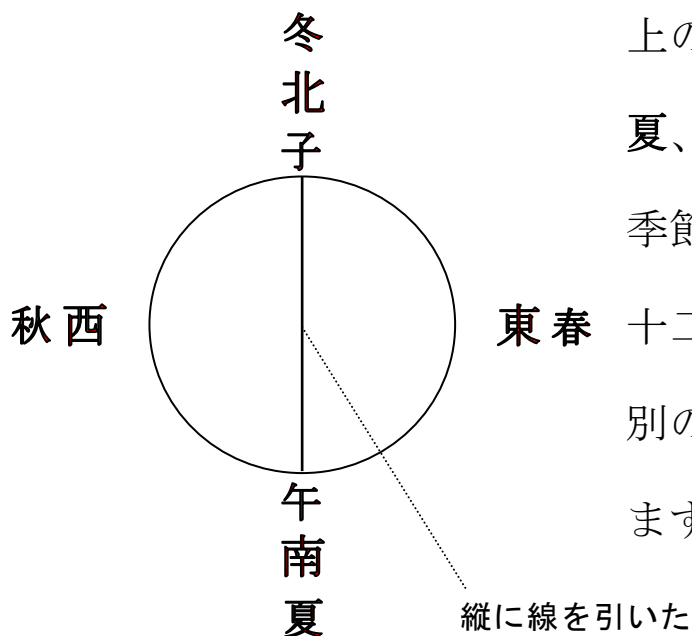 冬
北
子
秋西
東春
午
南
夏
縦に線を引いた
上の
夏、
季節
十二
別の
ます